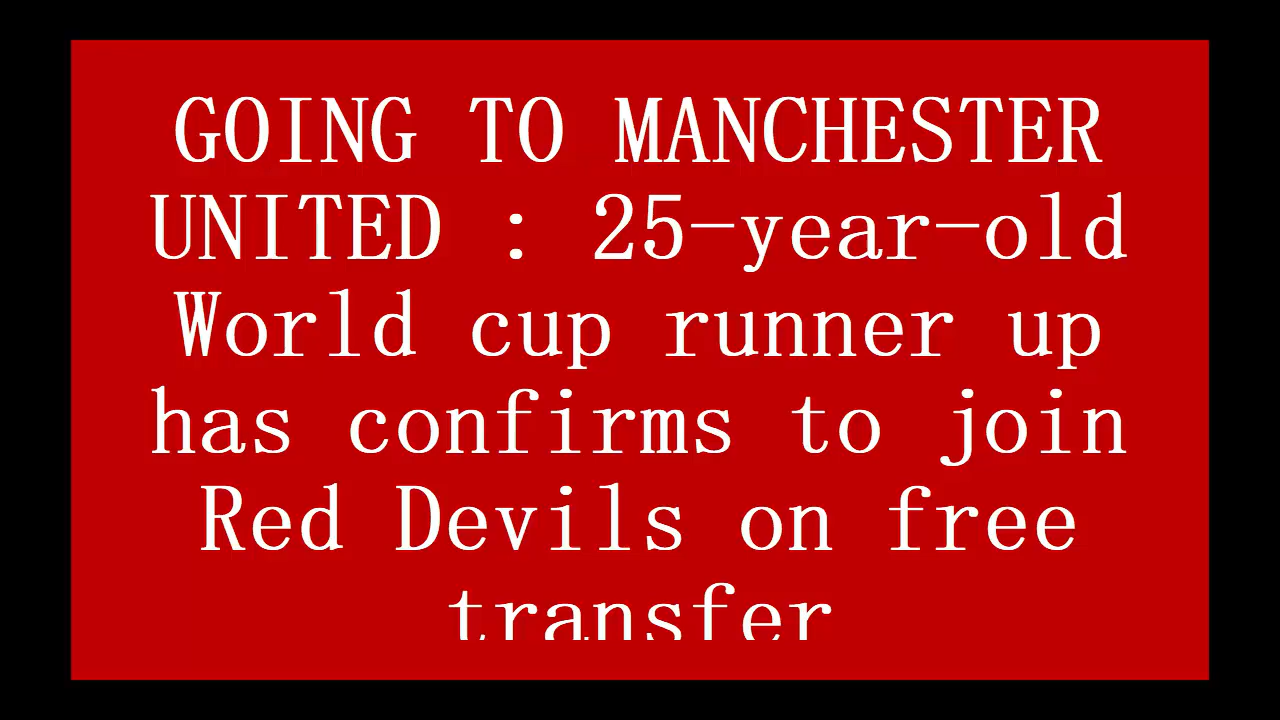 GOING TO MANCHESTER
UNITED : 25-year-old
World cup runner up
has confirms to join
Red Devils on free
transfer